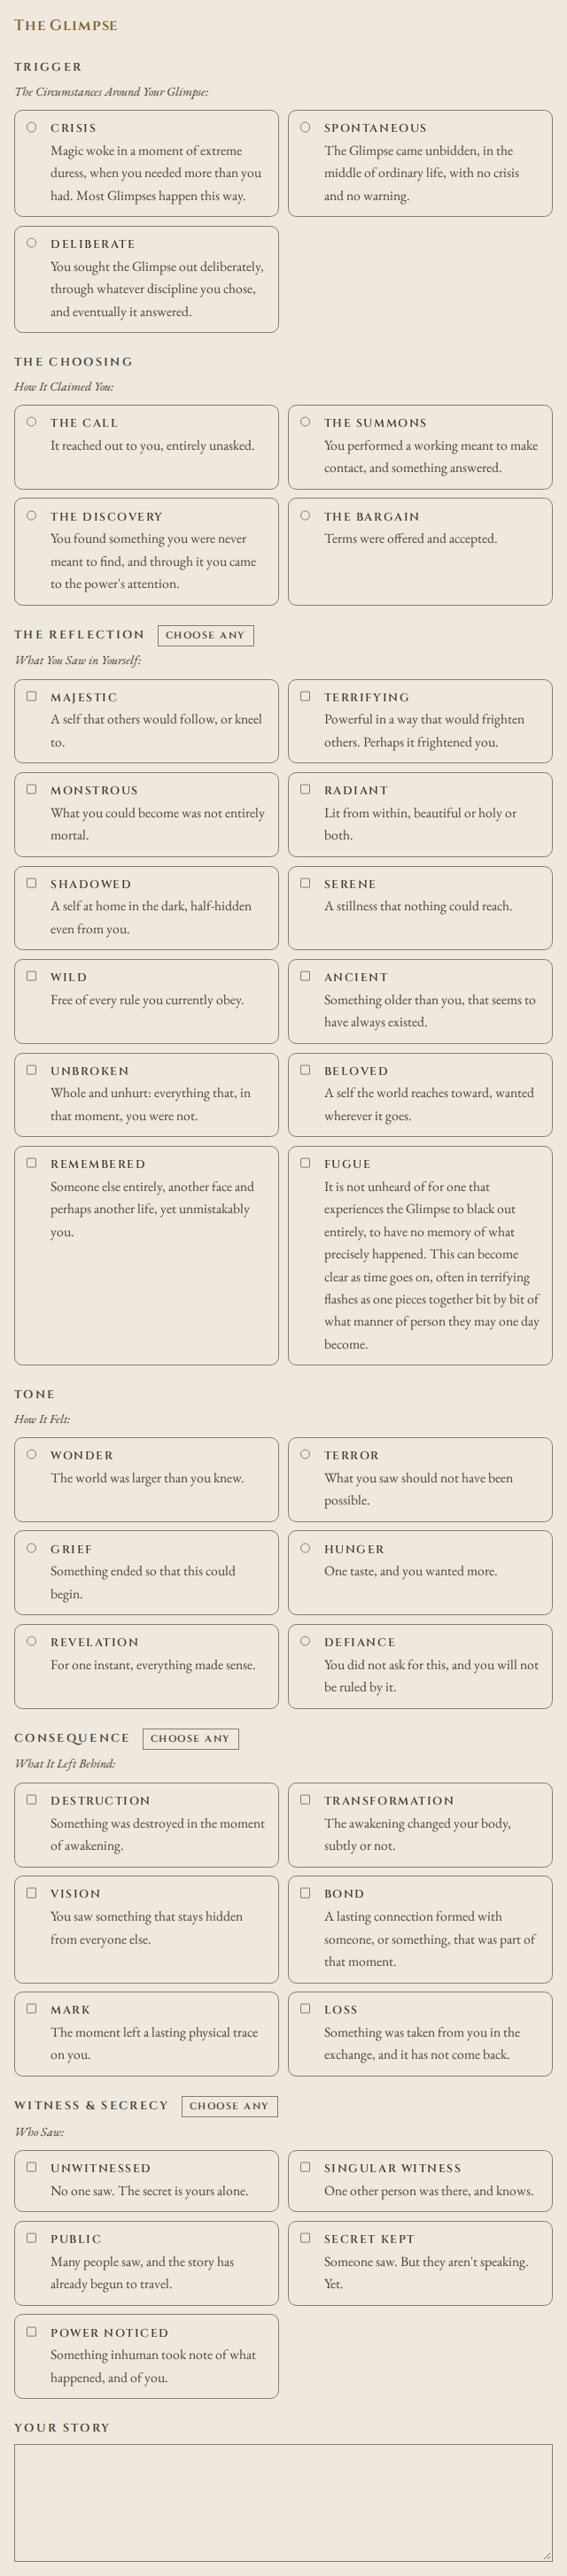 The Glimpse
TRIGGER
The Circumstances Around Your Glimpse:
CRISIS
Magic woke in a moment of extreme
duress, when you needed more than you
had. Most Glimpses happen this way.
SPONTANEOUS
The Glimpse came unbidden, in the
middle of ordinary life, with no crisis
and no warning.
DELIBERATE
You sought the Glimpse out deliberately,
through whatever discipline you chose,
and eventually it answered.
THE CHOOSING
How It Claimed You:
THE CALL
It reached out to you, entirely unasked.
THE SUMMONS
You performed a working meant to make
contact, and something answered.
THE DISCOVERY
You found something you were never
meant to find, and through it you came
to the power's attention.
THE BARGAIN
Terms were offered and accepted.
THE REFLECTION CHOOSE ANY
What You Saw in Yourself:
MAJESTIC
A self that others would follow, or kneel
to.
TERRIFYING
Powerful in a way that would frighten
others. Perhaps it frightened you.
MONSTROUS
What you could become was not entirely
mortal.
RADIANT
Lit from within, beautiful or holy or
both.
SHADOWED
A self at home in the dark, half-hidden
even from you.
SERENE
A stillness that nothing could reach.
WILD
Free of every rule you currently obey.
ANCIENT
Something older than you, that seems to
have always existed.
UNBROKEN
Whole and unhurt: everything that, in
that moment, you were not.
BELOVED
A self the world reaches toward, wanted
wherever it goes.
REMEMBERED
Someone else entirely, another face and
perhaps another life, yet unmistakably
you.
FUGUE
It is not unheard of for one that
experiences the Glimpse to black out
entirely, to have no memory of what
precisely happened. This can become
clear as time goes on, often in terrifying
flashes as one pieces together bit by bit of
what manner of person they may one day
become.
TONE
How It Felt:
WONDER
The world was larger than you knew.
TERROR
What you saw should not have been
possible.
GRIEF
Something ended so that this could
begin.
HUNGER
One taste, and you wanted more.
REVELATION
For one instant, everything made sense.
DEFIANCE
You did not ask for this, and you will not
be ruled by it.
CONSEQUENCE CHOOSE ANY
What It Left Behind:
DESTRUCTION
Something was destroyed in the moment
of awakening.
TRANSFORMATION
The awakening changed your body,
subtly or not.
VISION
You saw something that stays hidden
from everyone else.
BOND
A lasting connection formed with
someone, or something, that was part of
that moment.
MARK
The moment left a lasting physical trace
on you.
LOSS
Something was taken from you in the
exchange, and it has not come back.
WITNESS & SECRECY CHOOSE ANY
Who Saw:
UNWITNESSED
No one saw. The secret is yours alone.
SINGULAR WITNESS
One other person was there, and knows.
PUBLIC
Many people saw, and the story has
already begun to travel.
SECRET KEPT
Someone saw. But they aren't speaking.
Yet.
POWER NOTICED
Something inhuman took note of what
happened, and of you.
YOUR STORY